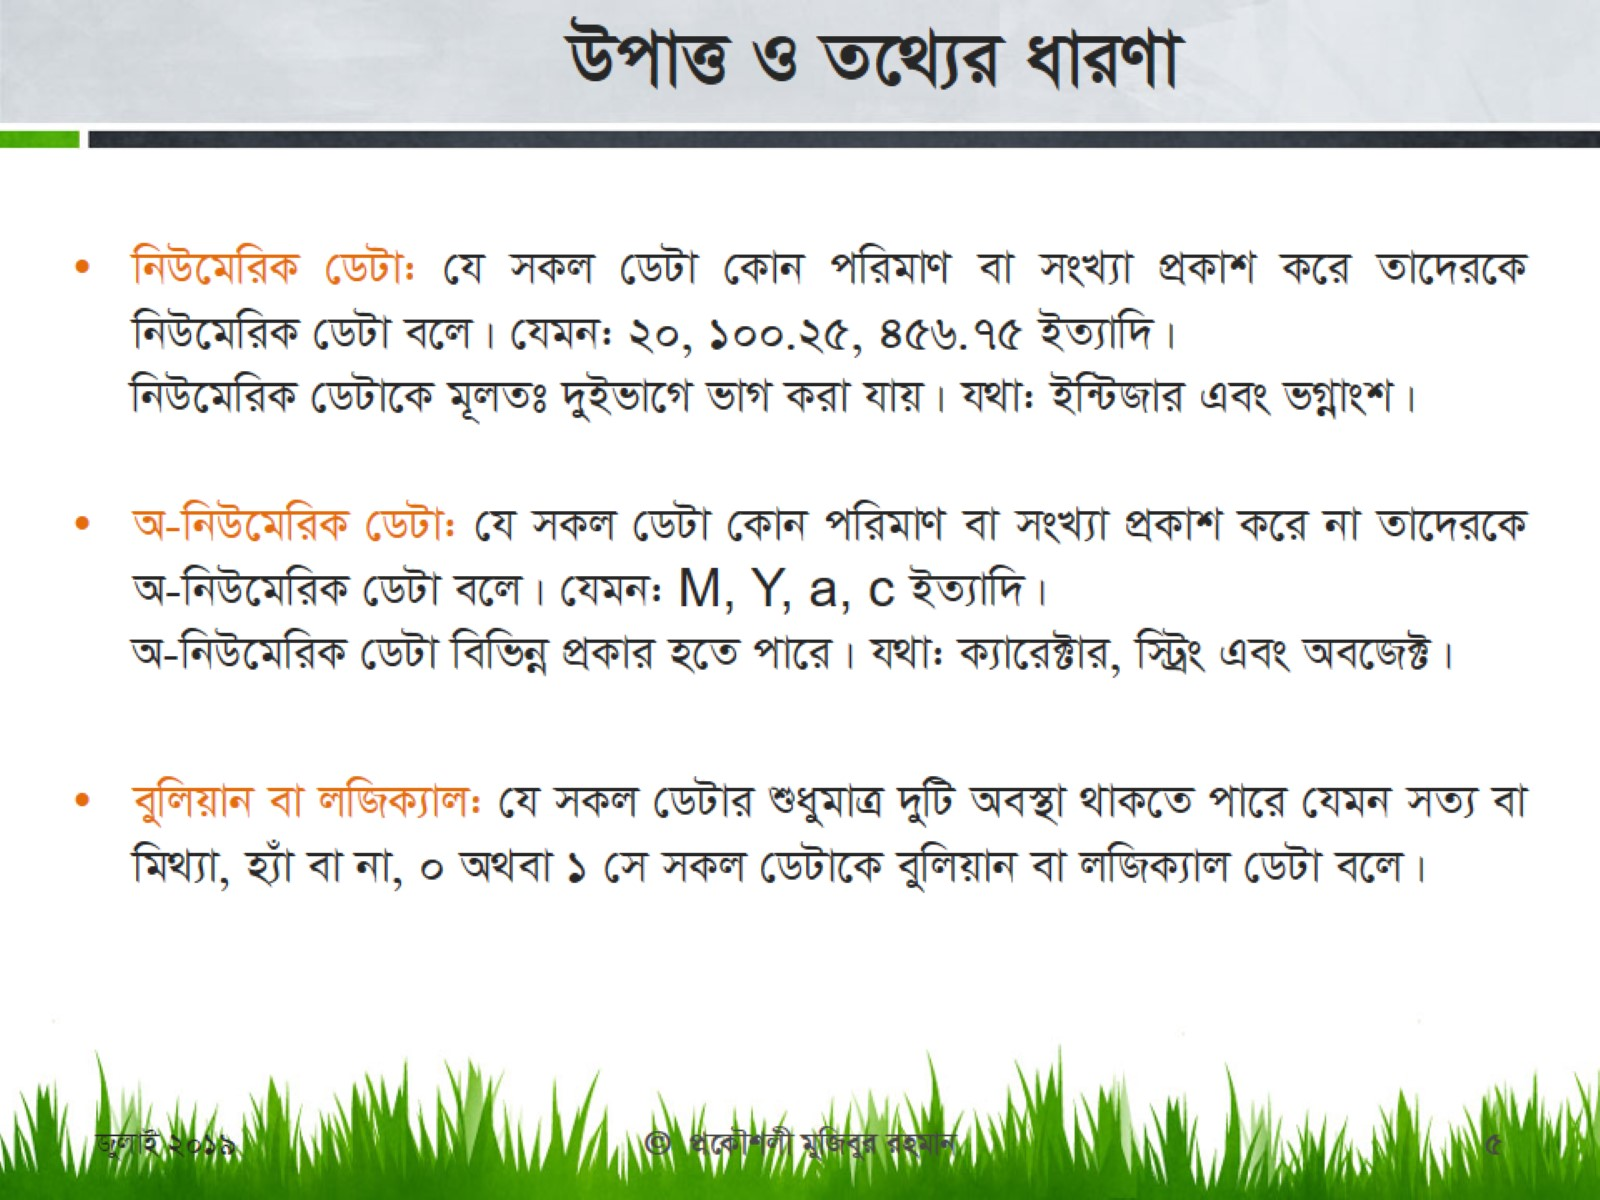 উপাত্ত ও তথ্যের ধারণা
• নিউমেরিক ডেটাঃ যে সকল ডেটা কোন পরিমাণ বা সংখ্যা প্রকাশ করে তাদেরকে
নিউমেরিক ডেটা বলে। যেমনঃ ২০, ১০০.২৫, ৪৫৬.৭৫ ইত্যাদি।
নিউমেরিক ডেটাকে মূলতঃ দুইভাগে ভাগ করা যায়। যথাঃ ইন্টিজার এবং ভগ্নাংশ।
• অ-নিউমেরিক ডেটাঃ যে সকল ডেটা কোন পরিমাণ বা সংখ্যা প্রকাশ করে না তাদেরকে
অ-নিউমেরিক ডেটা বলে। যেমনঃ M, Y, a, c ইত্যাদি।
অ-নিউমেরিক ডেটা বিভিন্ন প্রকার হতে পারে। যথাঃ ক্যারেক্টার, স্ট্রিং এবং অবজেক্ট।
• বুলিয়ান বা লজিক্যালঃ যে সকল ডেটার শুধুমাত্র দুটি অবস্থা থাকতে পারে যেমন সত্য বা
মিথ্যা, হ্যাঁ বা না, ০ অথবা ১ সে সকল ডেটাকে বুলিয়ান বা লজিক্যাল ডেটা বলে।
জুলাই ২০১৯ © প্রকৌশলী মুজিবুর রহমান ৫